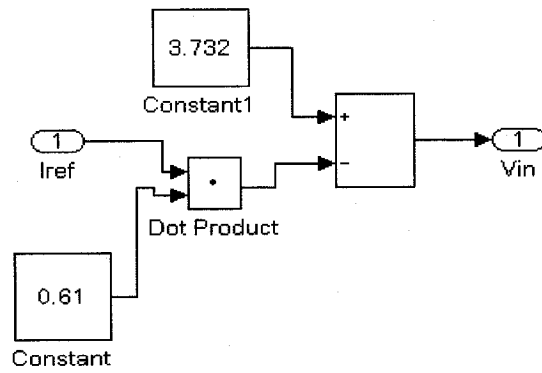 3.732
Constant1
+
1
Iref
-
1
Vin
Dot Product
0.61
Constant